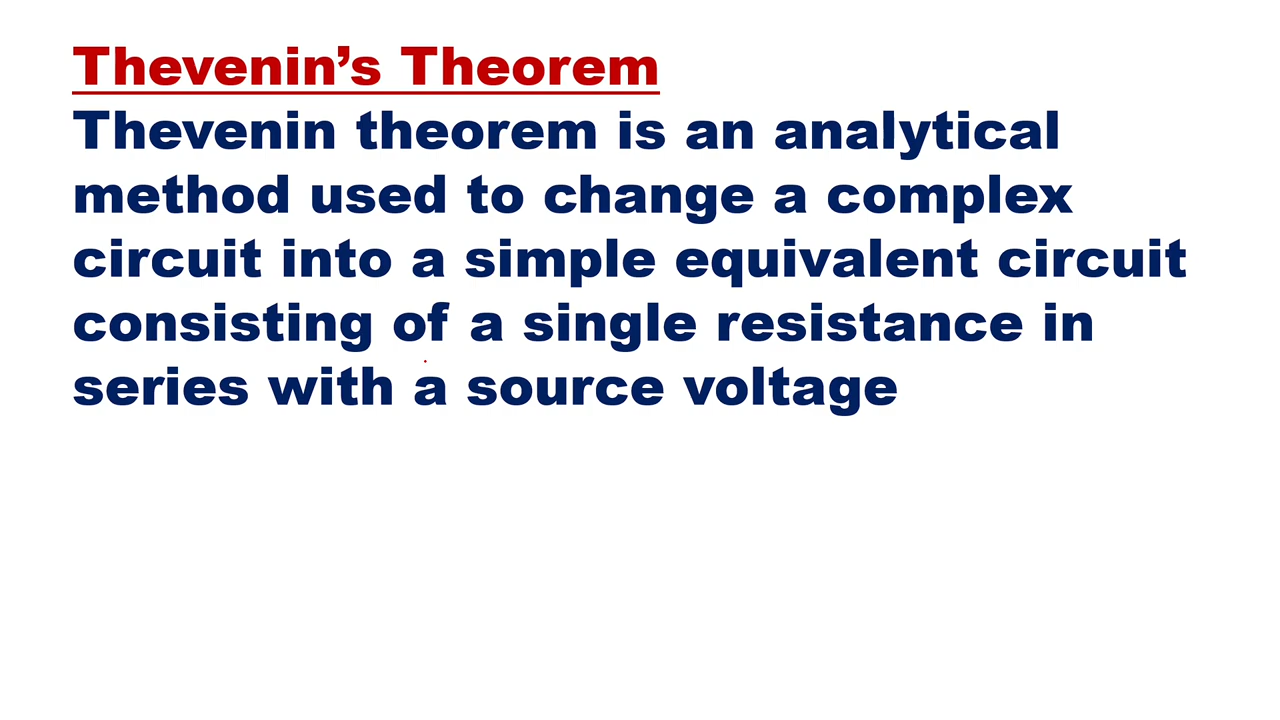 Thevenin’s Theorem
Thevenin theorem is an analytical
method used to change a complex
circuit into a simple equivalent circuit
consisting of a single resistance in
series with a source voltage